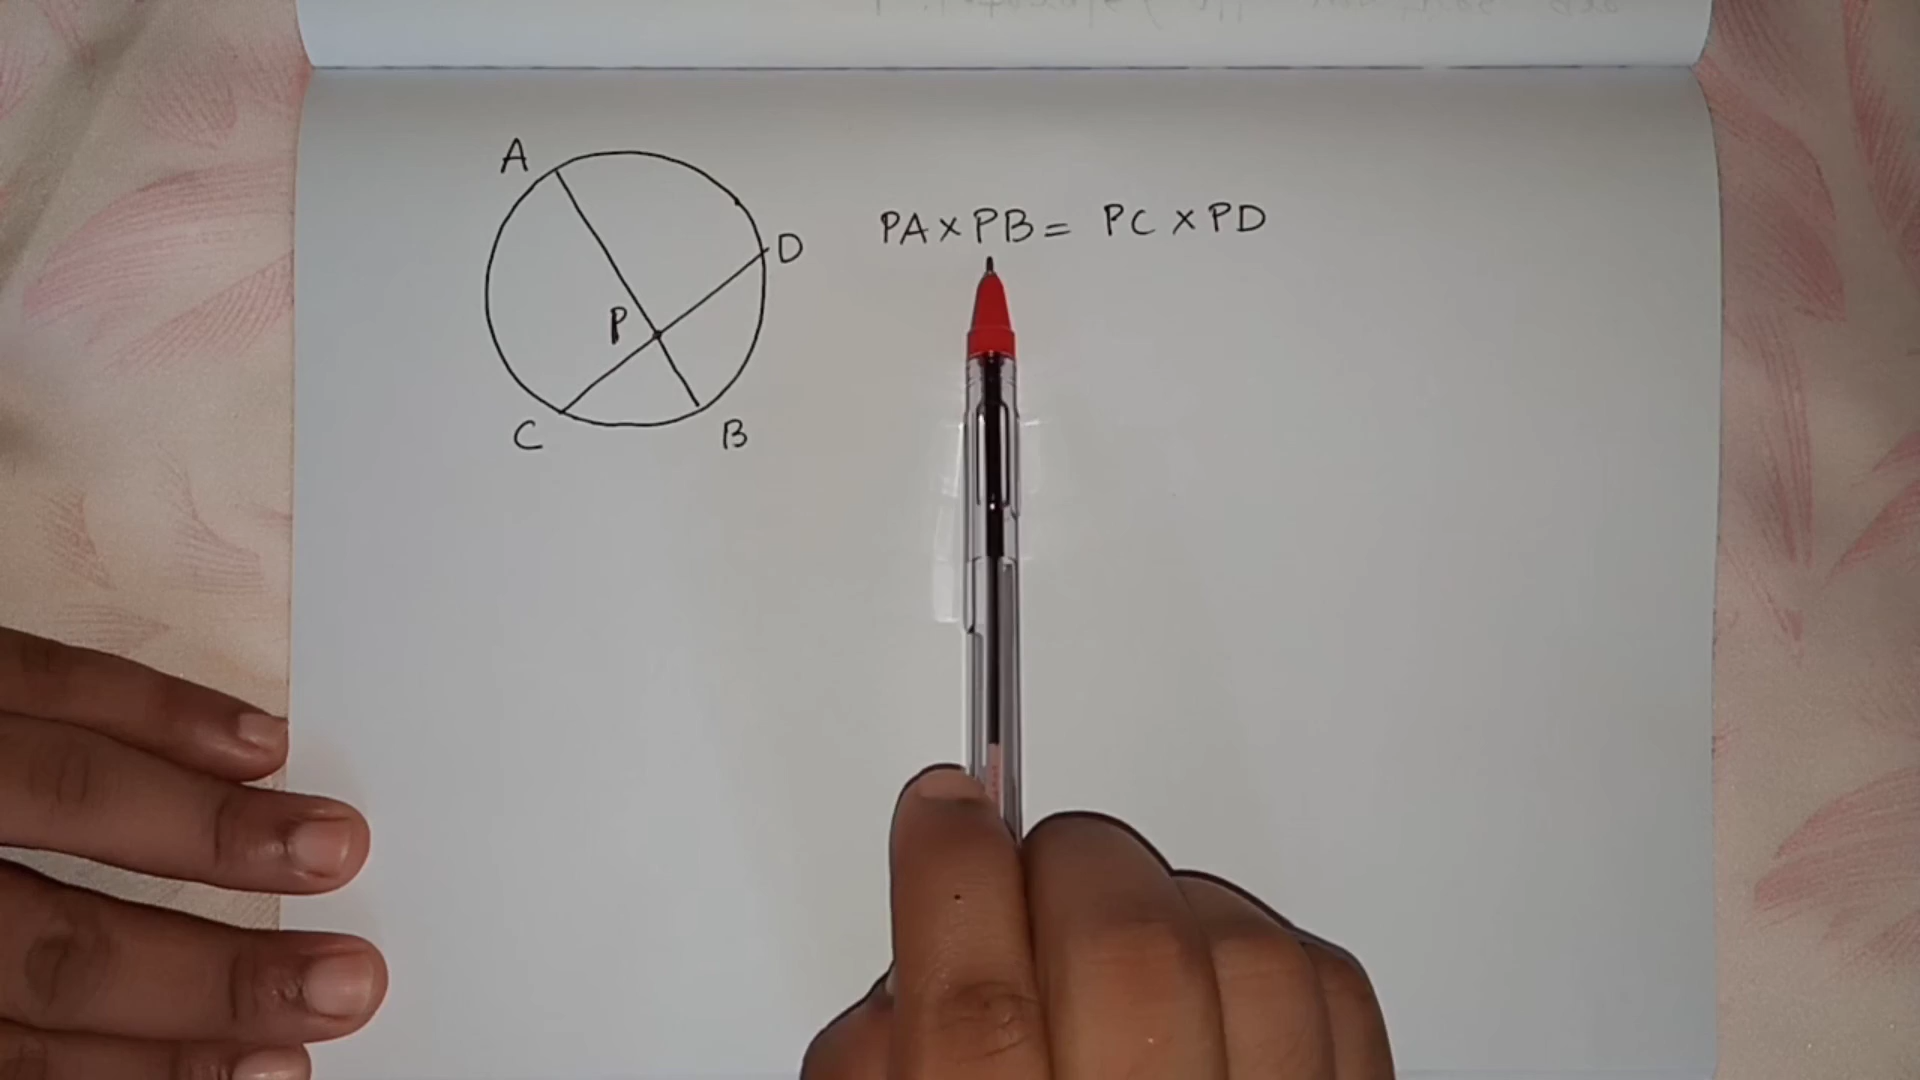 A
D
PA × PB = PC × PD
P
C
B